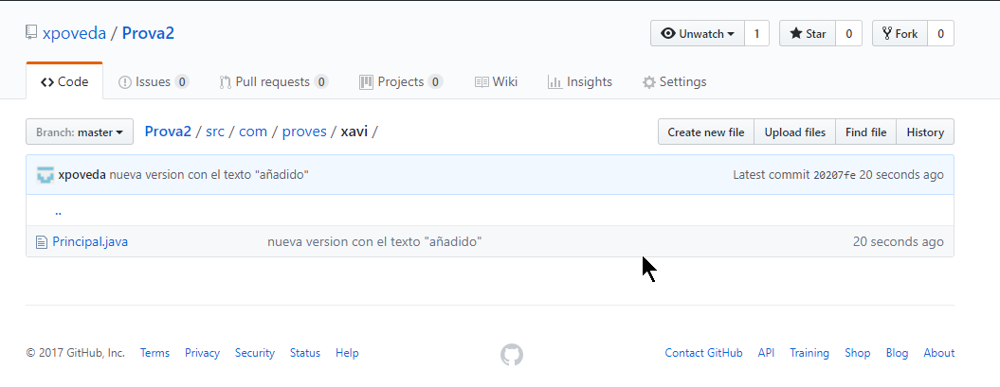 xpoveda / Prova2 Unwatch 1 Star 0 Fork 0
Code Issues 0 Pull requests 0 Projects 0 Wiki Insights Settings
Branch: master Prova2 / src / com / proves / xavi / Create new file Upload files Find file History
xpoveda nueva version con el texto "añadido" Latest commit 20207fe 20 seconds ago
..
Principal.java nueva version con el texto "añadido" 20 seconds ago
© 2017 GitHub, Inc. Terms Privacy Security Status Help Contact GitHub API Training Shop Blog About